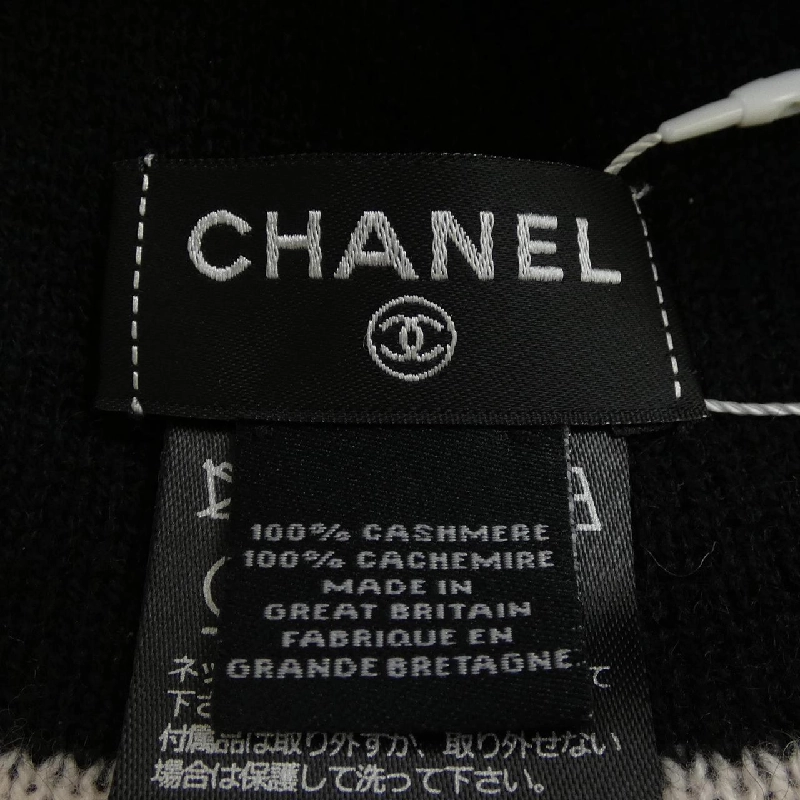 CHANEL
100% CASHMERE
100% CACHEMIRE
MADE IN
GREAT BRITAIN
FABRIQUE EN
GRANDE BRETAGNE
付属品は取り外すか、取り外せない
場合は保護して洗って下さい。